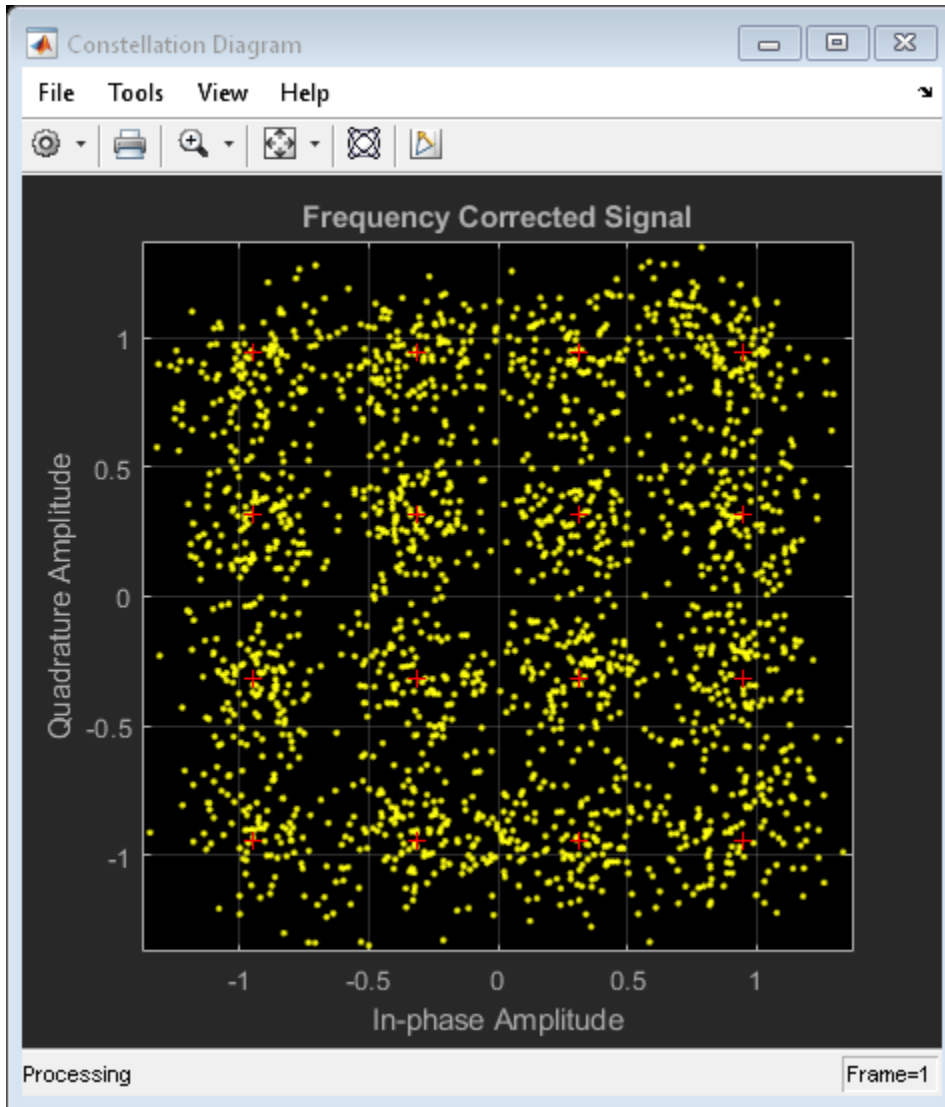 Constellation Diagram
File Tools View Help
Frequency Corrected Signal
1
0.5
0
-0.5
-1
Quadrature Amplitude
-1 -0.5 0 0.5 1
In-phase Amplitude
Processing Frame=1